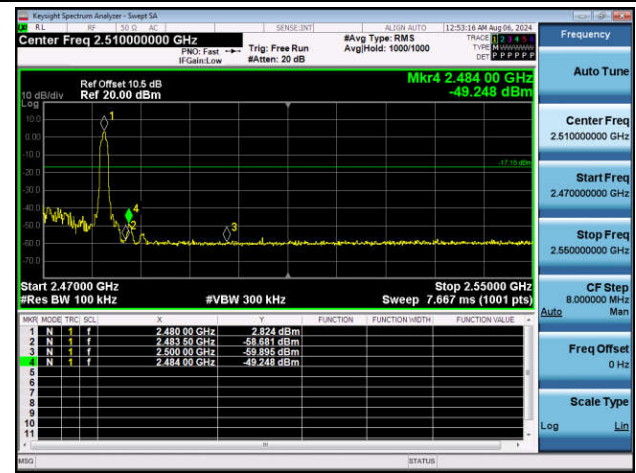 Keysight Spectrum Analyzer - Swept SA
RL RF 50 Ω AC SENSE:INT ALIGN AUTO 12:53:16 AM Aug 06, 2024
Center Freq 2.510000000 GHz
PNO: Fast Trig: Free Run
IFGain:Low #Atten: 20 dB
#Avg Type: RMS
Avg|Hold: 1000/1000
TRACE 1 2 3 4 5 6
TYPE M W W W W W
DET P P P P P P
Ref Offset 10.5 dB
10 dB/div Ref 20.00 dBm
Log
Mkr4 2.484 00 GHz
-49.248 dBm
10.0
0.00
-10.0
-20.0
-30.0
-40.0
-50.0
-60.0
-70.0
1
2
3
4
-17.18 dBm
Start 2.47000 GHz Stop 2.55000 GHz
#Res BW 100 kHz #VBW 300 kHz Sweep 7.667 ms (1001 pts)
MKR MODE TRC SCL X Y FUNCTION FUNCTION WIDTH FUNCTION VALUE
1 N 1 f 2.480 00 GHz 2.824 dBm
2 N 1 f 2.483 50 GHz -58.681 dBm
3 N 1 f 2.500 00 GHz -59.895 dBm
4 N 1 f 2.484 00 GHz -49.248 dBm
5
6
7
8
9
10
11
MSG STATUS
Frequency
Auto Tune
Center Freq
2.510000000 GHz
Start Freq
2.470000000 GHz
Stop Freq
2.550000000 GHz
CF Step
8.000000 MHz
Auto Man
Freq Offset
0 Hz
Scale Type
Log Lin